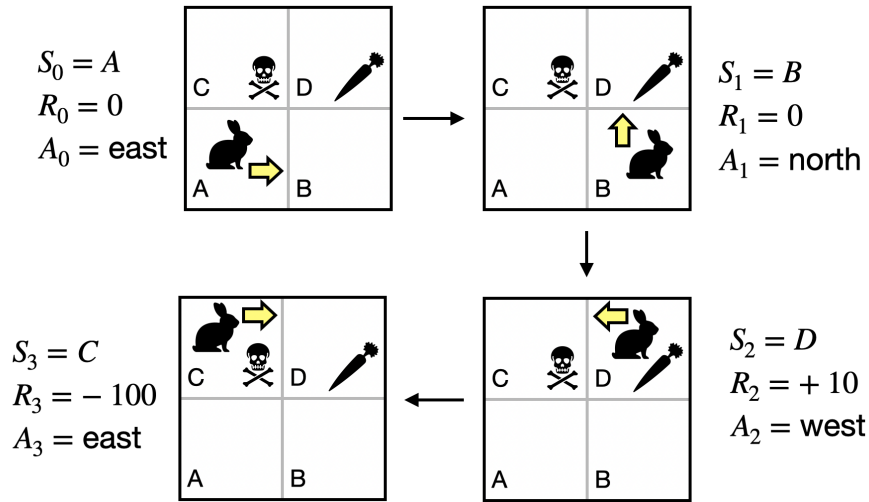 S₀ = A
R₀ = 0
A₀ = east
C
D
A
B
C
D
A
B
S₁ = B
R₁ = 0
A₁ = north
S₃ = C
R₃ = − 100
A₃ = east
C
D
A
B
C
D
A
B
S₂ = D
R₂ = + 10
A₂ = west